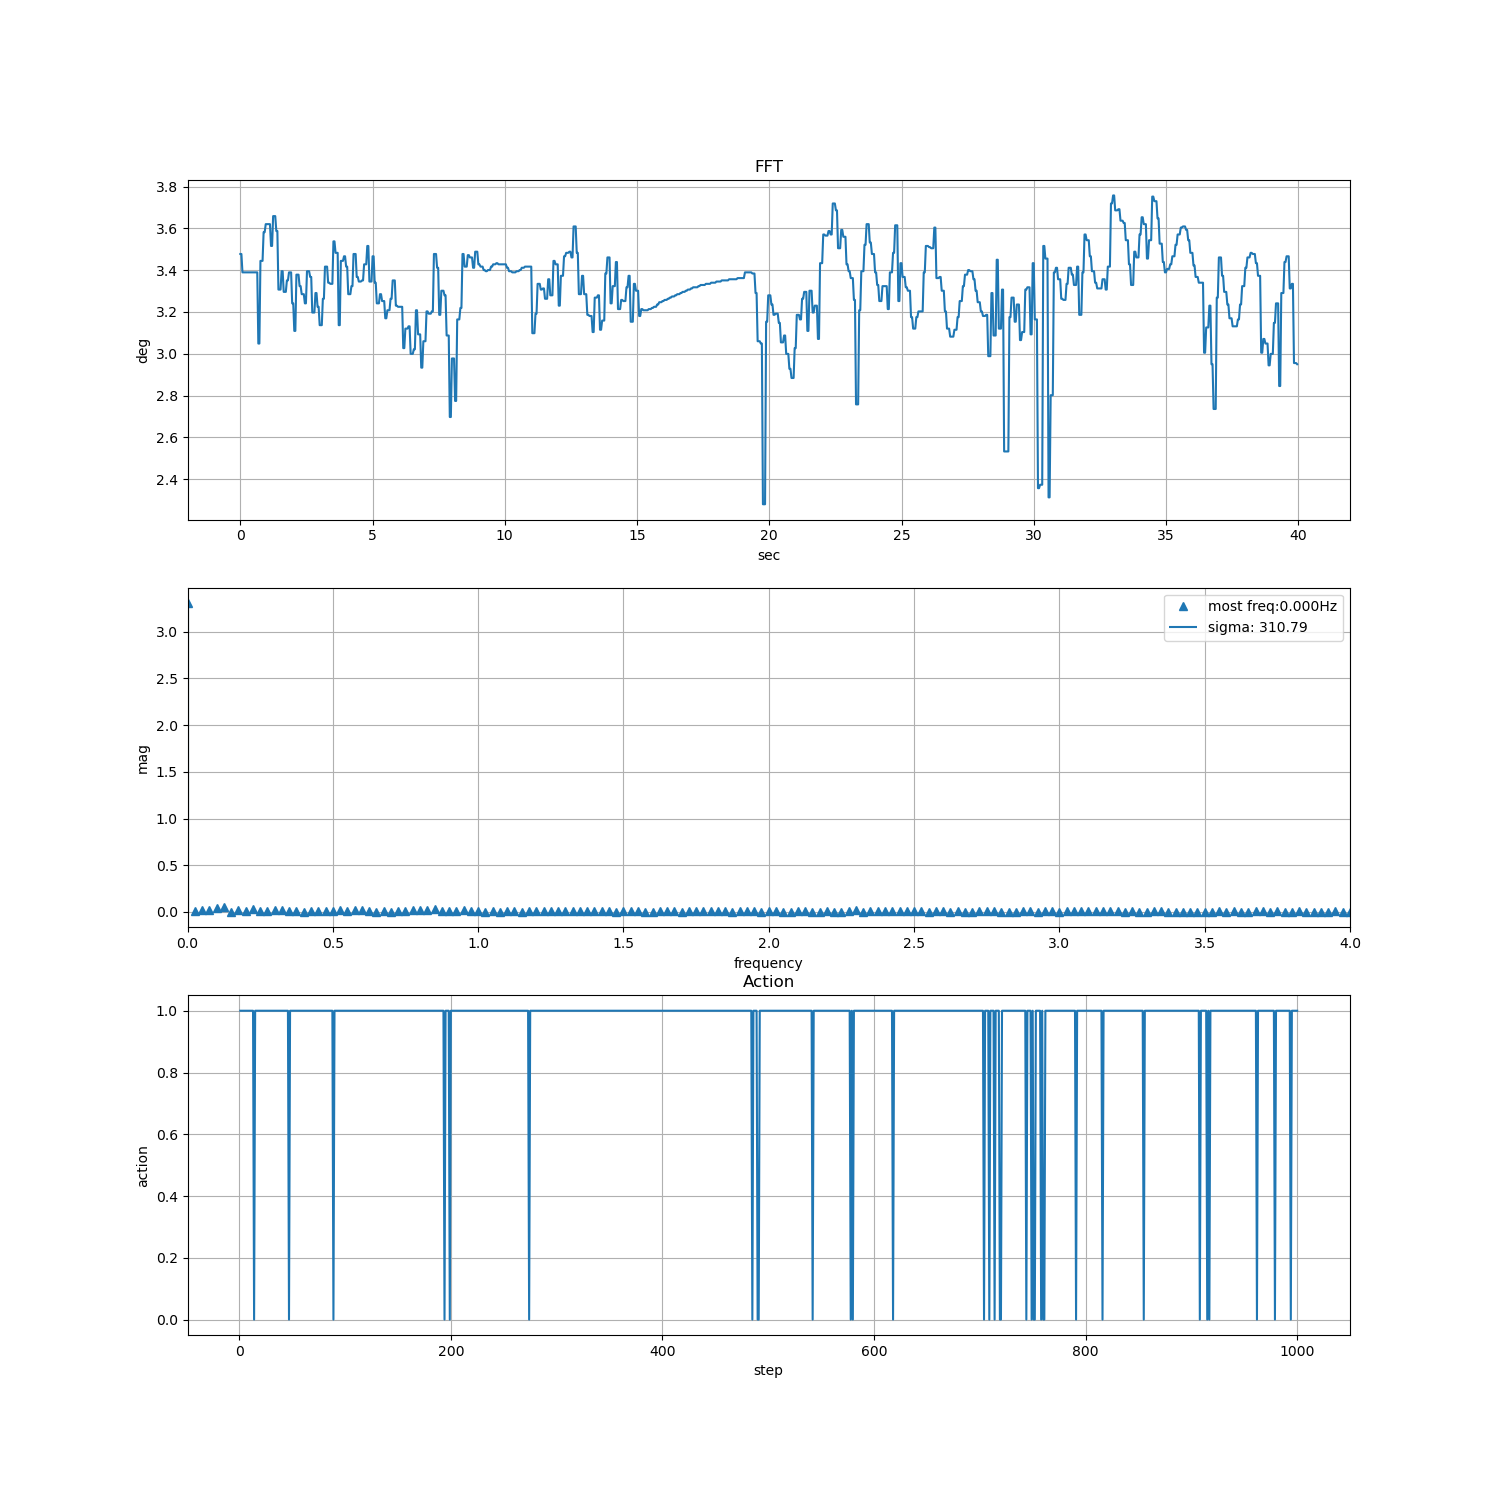 FFT
3.8
3.6
3.4
3.2
3.0
2.8
2.6
2.4
deg
0 5 10 15 20 25 30 35 40
sec
most freq:0.000Hz
sigma: 310.79
3.0
2.5
2.0
1.5
1.0
0.5
0.0
mag
0.0 0.5 1.0 1.5 2.0 2.5 3.0 3.5 4.0
frequency
Action
1.0
0.8
0.6
0.4
0.2
0.0
action
0 200 400 600 800 1000
step